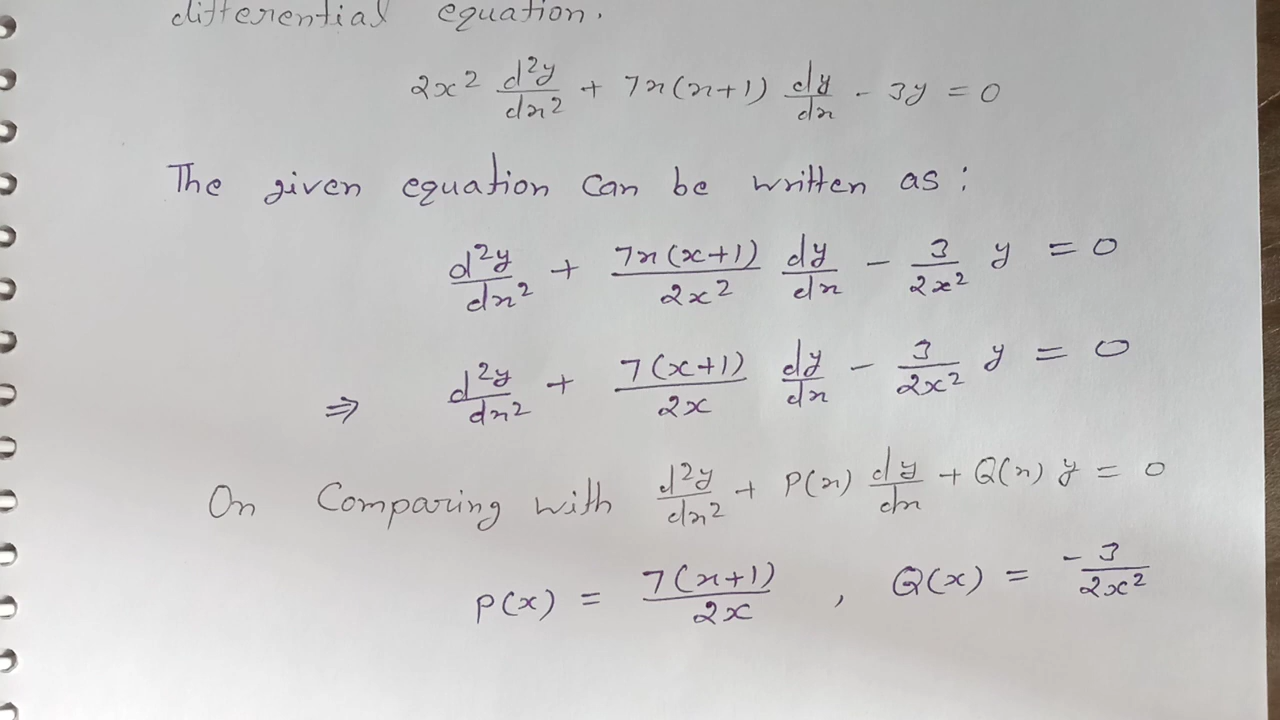 differential equation.
2x² d²y/dx² + 7x(x+1) dy/dx - 3y = 0
The given equation can be written as :
d²y/dx² + 7x(x+1)/2x² dy/dx - 3/2x² y = 0
⇒ d²y/dx² + 7(x+1)/2x dy/dx - 3/2x² y = 0
On Comparing with d²y/dx² + P(x) dy/dx + Q(x) y = 0
P(x) = 7(x+1)/2x , Q(x) = -3/2x²